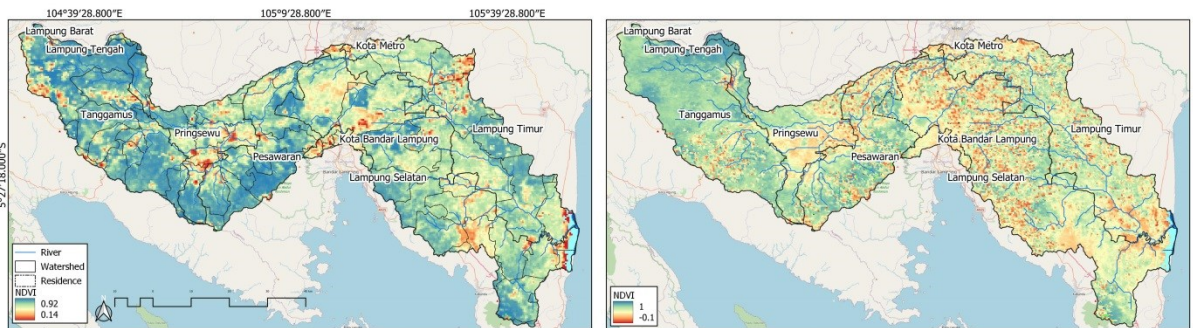 104°39'28.800"E 105°9'28.800"E 105°39'28.800"E
5°27'18.000"S
Lampung Barat
Lampung Tengah
Kota Metro
Tanggamus
Pringsewu
Lampung Timur
Kota Bandar Lampung
Pesawaran
Lampung Selatan
River
Watershed
Residence
NDVI
0.92
0.14
Lampung Barat
Lampung Tengah
Kota Metro
Tanggamus
Pringsewu
Lampung Timur
Kota Bandar Lampung
Pesawaran
Lampung Selatan
NDVI
1
-0.1